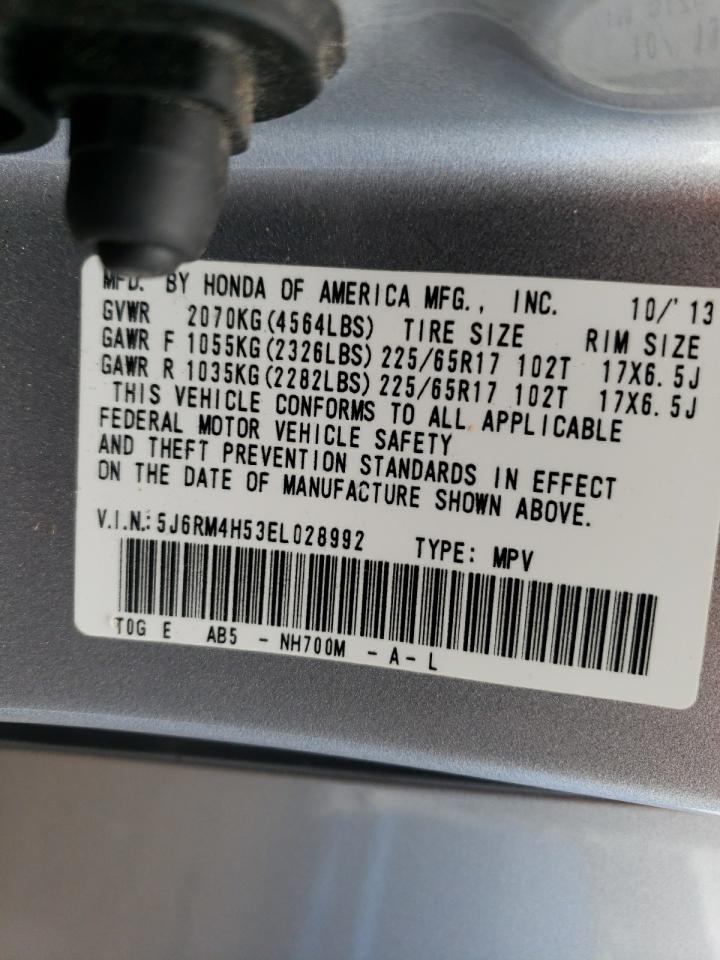 MFD. BY HONDA OF AMERICA MFG., INC. 10/'13
GVWR 2070KG(4564LBS) TIRE SIZE RIM SIZE
GAWR F 1055KG(2326LBS) 225/65R17 102T 17X6.5J
GAWR R 1035KG(2282LBS) 225/65R17 102T 17X6.5J
THIS VEHICLE CONFORMS TO ALL APPLICABLE
FEDERAL MOTOR VEHICLE SAFETY
AND THEFT PREVENTION STANDARDS IN EFFECT
ON THE DATE OF MANUFACTURE SHOWN ABOVE.
V.I.N.: 5J6RM4H53EL028992 TYPE: MPV
T0G E AB5 - NH700M - A - L